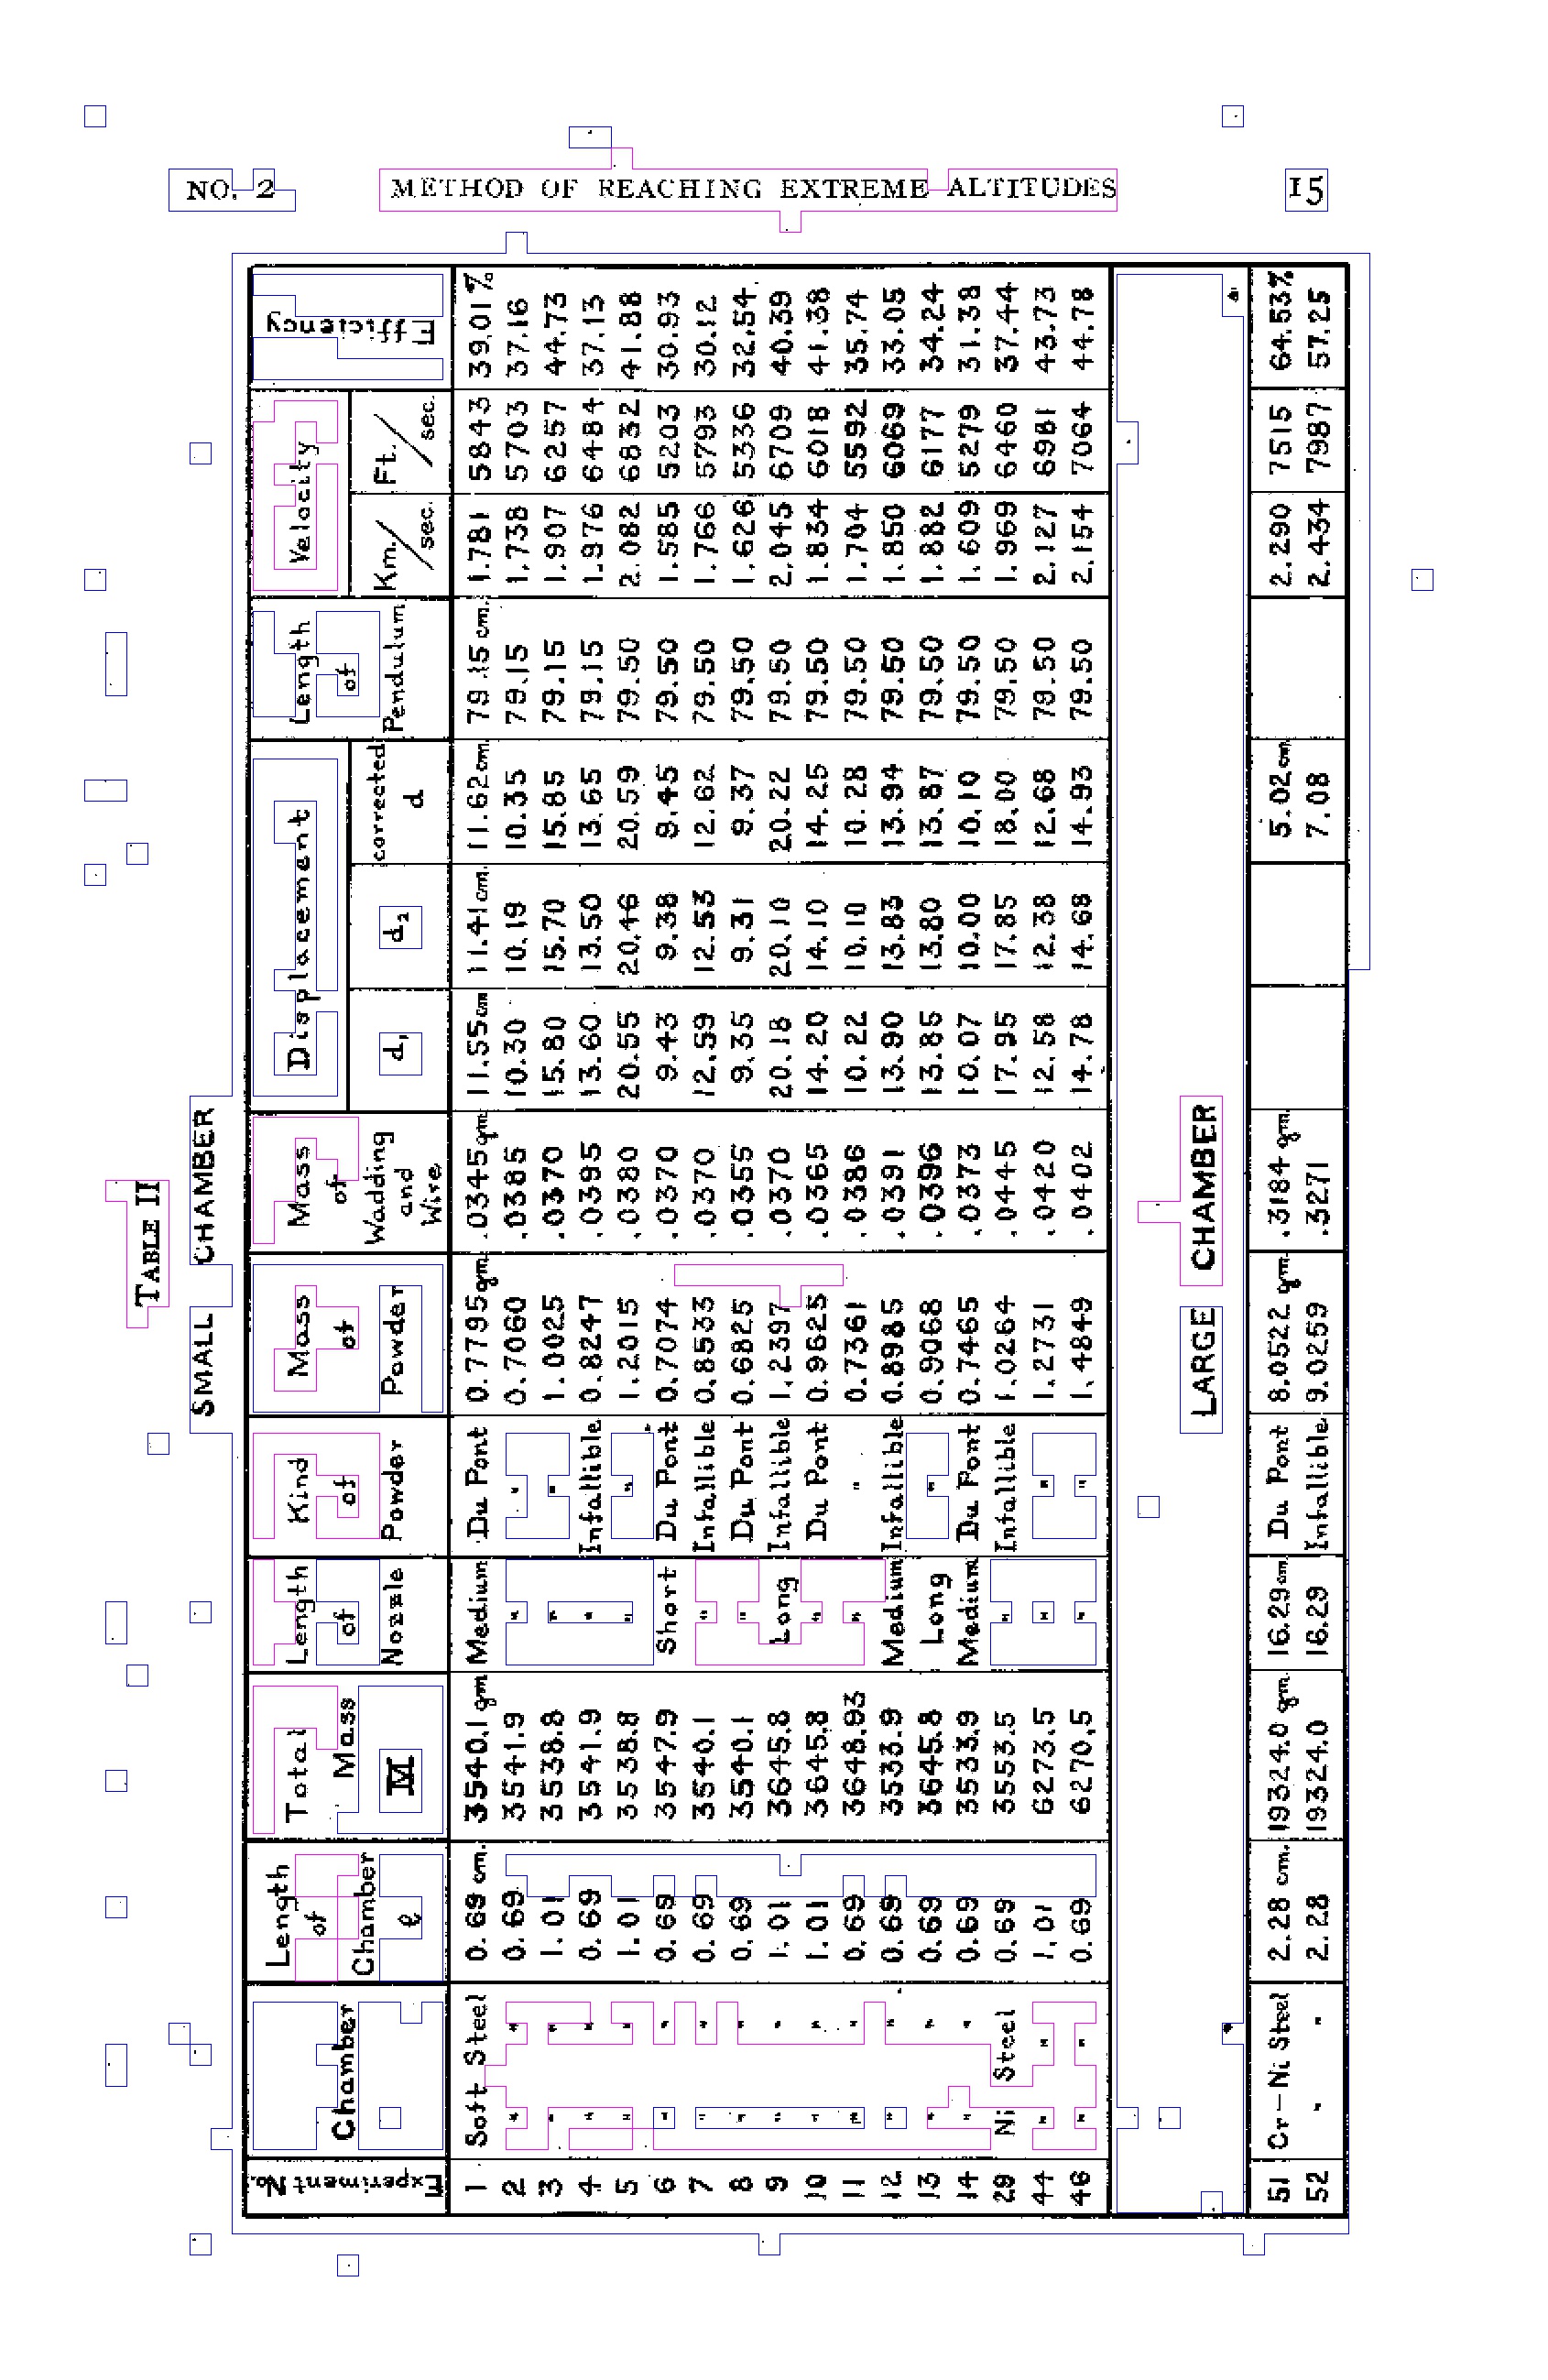 NO. 2 METHOD OF REACHING EXTREME ALTITUDES 15
TABLE II
SMALL CHAMBER
Experiment No. Chamber Length of Chamber ℓ Total Mass M Length of Nozzle Kind of Powder Mass of Powder Mass of Wadding and Wire Displacement d₁ d₂ corrected d Length of Pendulum Velocity Km./sec. Ft./sec. Efficiency
1 Soft Steel 0.69 cm. 3540.1 gm Medium Du Pont 0.7795 gm. .0345 gm. 11.55 cm 11.41 cm. 11.62 cm. 79.15 cm. 1.781 5843 39.01%
2 " " 0.69 3541.9 " " 0.7060 .0385 10.30 10.19 10.35 79.15 1.738 5703 37.16
3 " " 1.01 3538.8 " " 1.0025 .0370 15.80 15.70 15.85 79.15 1.907 6257 44.73
4 " " 0.69 3541.9 " Infallible 0.8247 .0395 13.60 13.50 13.65 79.15 1.976 6484 37.13
5 " " 1.01 3538.8 " " 1.2015 .0380 20.55 20.46 20.59 79.50 2.082 6832 41.88
6 " " 0.69 3547.9 Short Du Pont 0.7074 .0370 9.43 9.38 9.45 79.50 1.585 5203 30.93
7 " " 0.69 3540.1 " Infallible 0.8533 .0370 12.59 12.53 12.62 79.50 1.766 5793 30.12
8 " " 0.69 3540.1 " Du Pont 0.6825 .0355 9.35 9.31 9.37 79.50 1.626 5336 32.54
9 " " 1.01 3645.8 Long Infallible 1.2397 .0370 20.18 20.10 20.22 79.50 2.045 6709 40.39
10 " " 1.01 3645.8 " Du Pont 0.9625 .0365 14.20 14.10 14.25 79.50 1.834 6018 41.38
11 " " 0.69 3648.93 " " 0.7361 .0386 10.22 10.10 10.28 79.50 1.704 5592 35.74
12 " " 0.69 3533.9 Medium Infallible 0.8985 .0391 13.90 13.83 13.94 79.50 1.850 6069 33.05
13 " " 0.69 3645.8 Long " 0.9068 .0396 13.85 13.80 13.87 79.50 1.882 6177 34.24
14 " " 0.69 3533.9 Medium Du Pont 0.7465 .0373 10.07 10.00 10.10 79.50 1.609 5279 31.38
29 Ni Steel 0.69 3553.5 " Infallible 1.0264 .0445 17.95 17.85 18.00 79.50 1.969 6460 37.44
44 " " 1.01 6273.5 " " 1.2731 .0420 12.58 12.38 12.68 79.50 2.127 6981 43.73
46 " " 0.69 6270.5 " " 1.4849 .0402 14.78 14.68 14.93 79.50 2.154 7064 44.78
LARGE CHAMBER
51 Cr-Ni Steel 2.28 cm. 19324.0 gm. 16.29 cm Du Pont 8.0522 gm. .3184 gm. 5.02 cm 2.290 7515 64.53%
52 " " 2.28 19324.0 16.29 Infallible 9.0259 .3271 7.08 2.434 7987 57.25